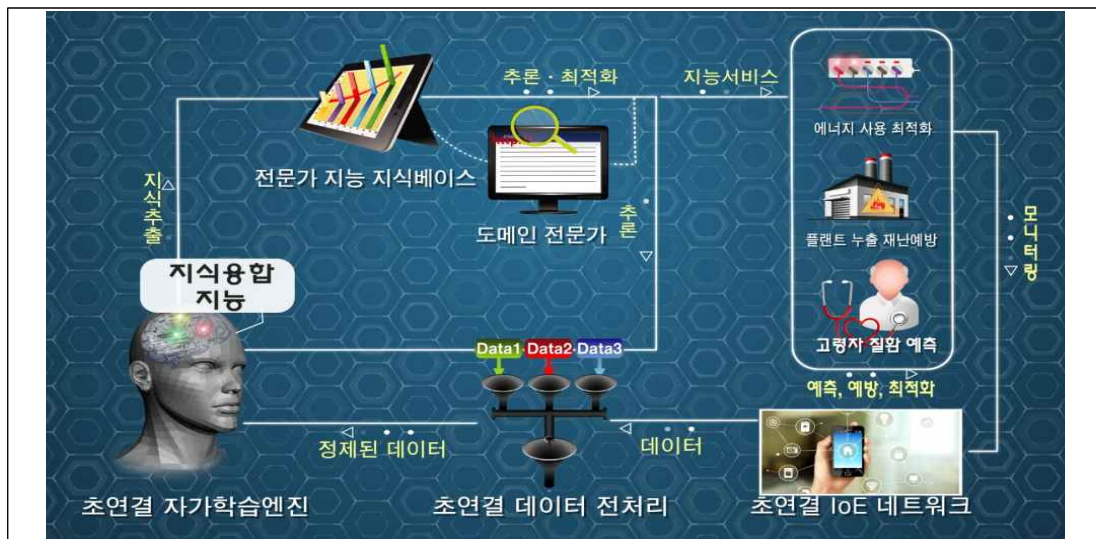 추론 · 최적화
지능서비스
에너지 사용 최적화
http://
전문가 지능 지식베이스
지식추출
도메인 전문가
추론
플랜트 누출 재난예방
모니터링
지식융합
지능
Data1 Data2 Data3
고령자 질환 예측
예측, 예방, 최적화
정제된 데이터
데이터
초연결 자가학습엔진
초연결 데이터 전처리
초연결 IoE 네트워크